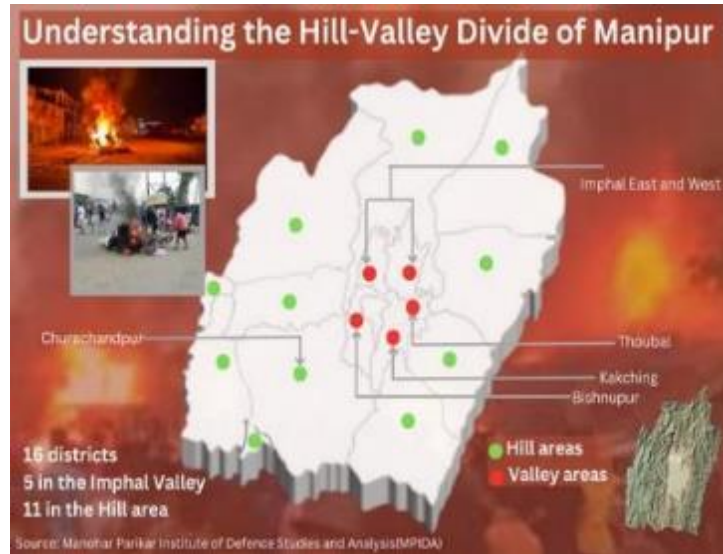 Understanding the Hill-Valley Divide of Manipur
Imphal East and West
Churachandpur
Thoubal
Kakching
Bishnupur
16 districts
5 in the Imphal Valley
11 in the Hill area
Hill areas
Valley areas
Source: Manohar Parikar Institute of Defence Studies and Analysis(MPIDA)